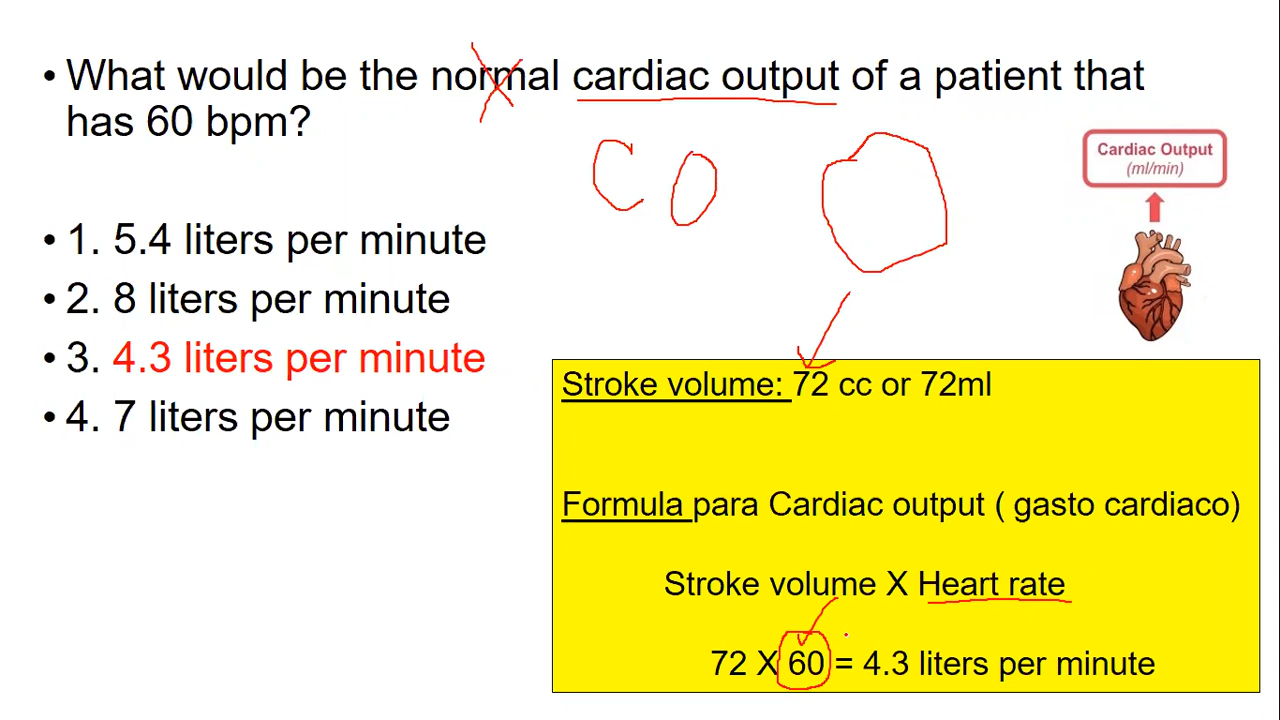 • What would be the normal cardiac output of a patient that
has 60 bpm?
CO
Cardiac Output
(ml/min)
• 1. 5.4 liters per minute
• 2. 8 liters per minute
• 3. 4.3 liters per minute
• 4. 7 liters per minute
Stroke volume: 72 cc or 72ml
Formula para Cardiac output ( gasto cardiaco)
Stroke volume X Heart rate
72 X 60 = 4.3 liters per minute